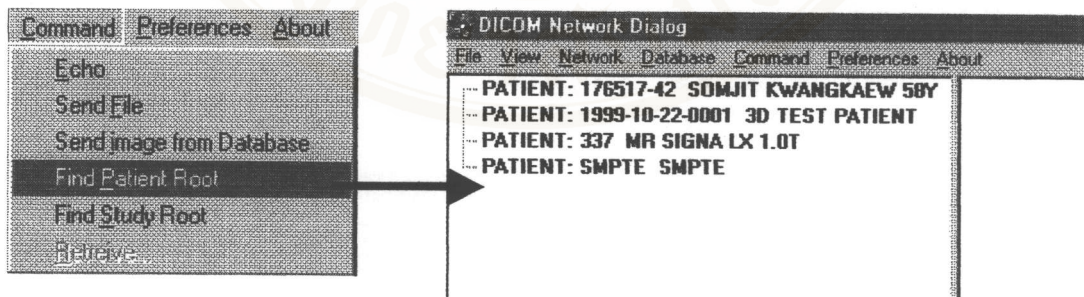 Command Preferences About
Echo
Send File
Send image from Database
Find Patient Root
Find Study Root
Retreive...
DICOM Network Dialog
File View Network Database Command Preferences About
PATIENT: 176517-42 SOMJIT KWANGKAEW 58Y
PATIENT: 1999-10-22-0001 3D TEST PATIENT
PATIENT: 337 MR SIGNA LX 1.0T
PATIENT: SMPTE SMPTE